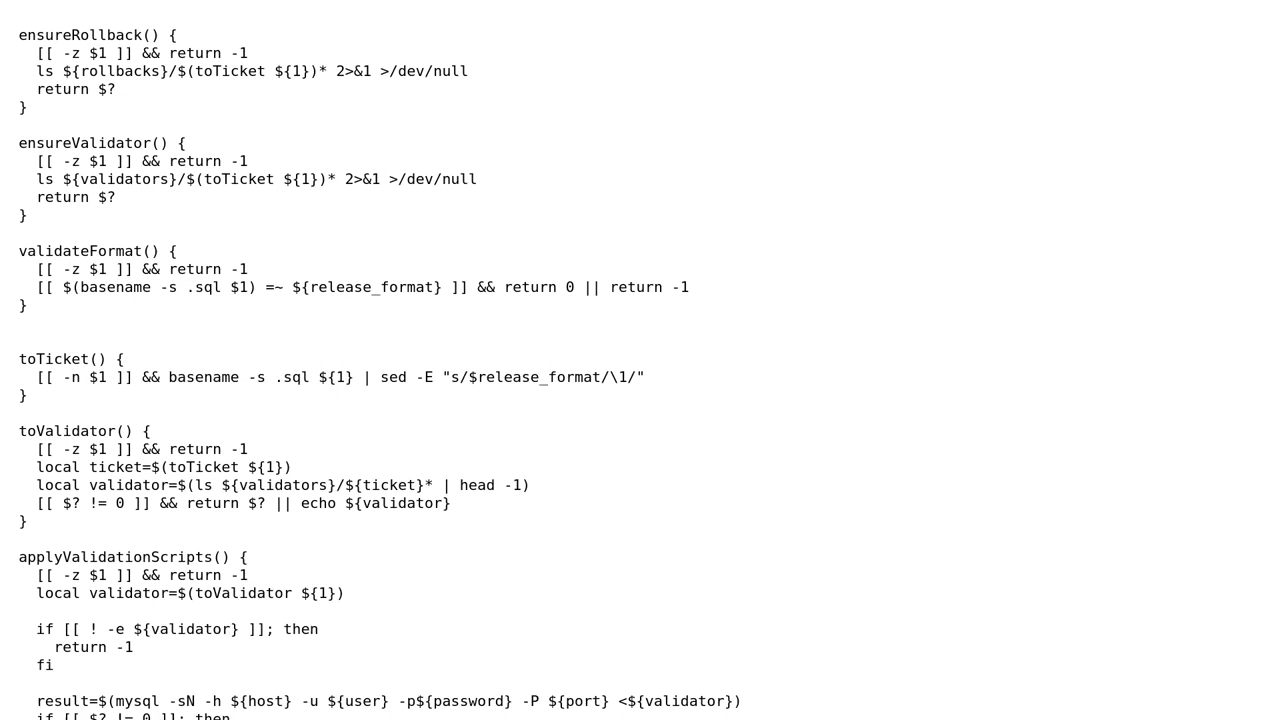 ensureRollback() {
  [[ -z $1 ]] && return -1
  ls ${rollbacks}/$(toTicket ${1})* 2>&1 >/dev/null
  return $?
}

ensureValidator() {
  [[ -z $1 ]] && return -1
  ls ${validators}/$(toTicket ${1})* 2>&1 >/dev/null
  return $?
}

validateFormat() {
  [[ -z $1 ]] && return -1
  [[ $(basename -s .sql $1) =~ ${release_format} ]] && return 0 || return -1
}


toTicket() {
  [[ -n $1 ]] && basename -s .sql ${1} | sed -E "s/$release_format/\1/"
}

toValidator() {
  [[ -z $1 ]] && return -1
  local ticket=$(toTicket ${1})
  local validator=$(ls ${validators}/${ticket}* | head -1)
  [[ $? != 0 ]] && return $? || echo ${validator}
}

applyValidationScripts() {
  [[ -z $1 ]] && return -1
  local validator=$(toValidator ${1})

  if [[ ! -e ${validator} ]]; then
    return -1
  fi

  result=$(mysql -sN -h ${host} -u ${user} -p${password} -P ${port} <${validator})
  if [[ $? != 0 ]]; then